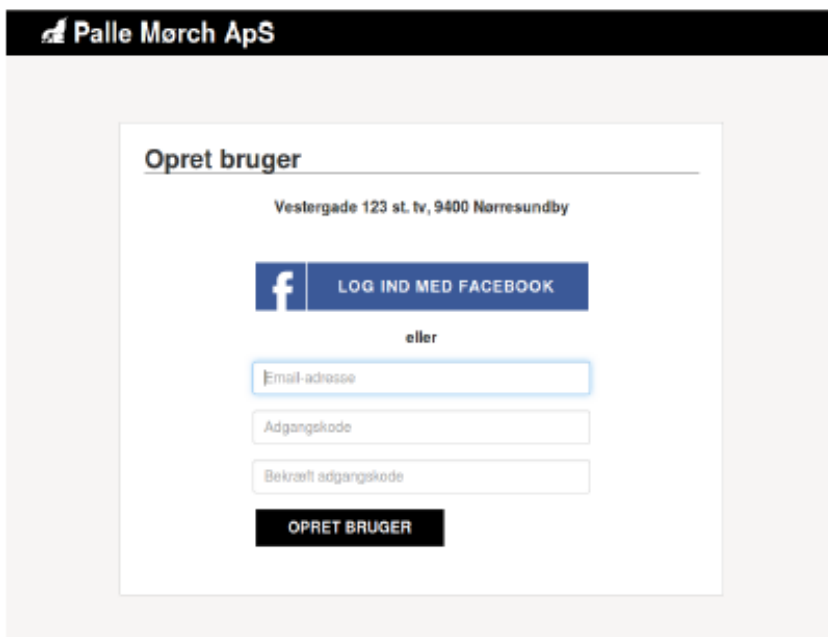 Palle Mørch ApS
Opret bruger
Vestergade 123 st. tv, 9400 Nørresundby
f LOG IND MED FACEBOOK
eller
Email-adresse
Adgangskode
Bekræft adgangskode
OPRET BRUGER